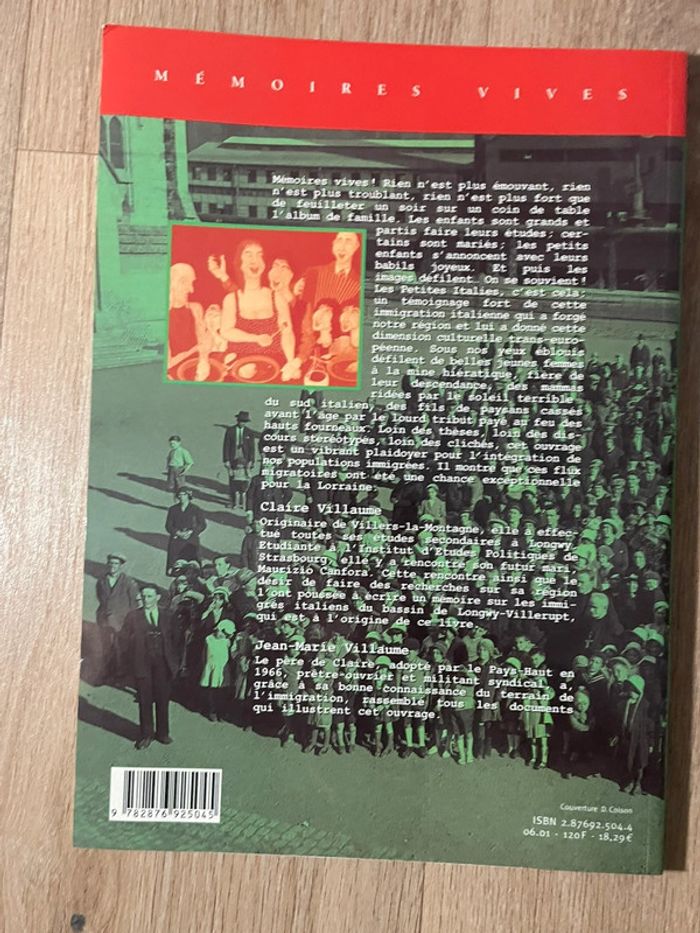 MÉMOIRES VIVES
Mémoires vives! Rien n'est plus émouvant, rien
n'est plus troublant, rien n'est plus fort que
de feuilleter un soir sur un coin de table
l'album de famille. Les enfants sont grands et
partis faire leurs études; cer-
tains sont mariés; les petits
enfants s'annoncent avec leurs
babils joyeux. Et puis les
images défilent. On se souvient!
Les Petites Italies, c'est cela;
un témoignage fort de cette
immigration italienne qui a forgé
notre région et lui a donné cette
dimension culturelle trans-euro-
péenne. Sous nos yeux éblouis
défilent de belles jeunes femmes
à la mine hiératique, fière de
leur descendance, des mammas
ridées par le soleil terrible
du sud italien, des fils de paysans cassés
avant l'âge par le lourd tribut payé au feu des
hauts fourneaux. Loin des thèses, loin des dis-
cours stéréotypés, loin des clichés, cet ouvrage
est un vibrant plaidoyer pour l'intégration de
nos populations immigrées. Il montre que ces flux
migratoires ont été une chance exceptionnelle
pour la Lorraine.
Claire Villaume
Originaire de Villers-la-Montagne, elle a effec-
tué toutes ses études secondaires à Longwy.
Etudiante à l'Institut d'Etudes Politiques de
Strasbourg, elle y a rencontré son futur mari,
Maurizio Canfora. Cette rencontre ainsi que le
désir de faire des recherches sur sa région
l'ont poussée à écrire un mémoire sur les immi-
grés italiens du bassin de Longwy-Villerupt,
qui est à l'origine de ce livre.
Jean-Marie Villaume
Le père de Claire, adopté par le Pays-Haut en
1966, prêtre-ouvrier et militant syndical a,
grâce à sa bonne connaissance du terrain de
l'immigration, rassemblé tous les documents
qui illustrent cet ouvrage.
9 782876 925045
Couverture D. Coison
ISBN 2.87692.504.4
06.01 - 120F - 18,29€